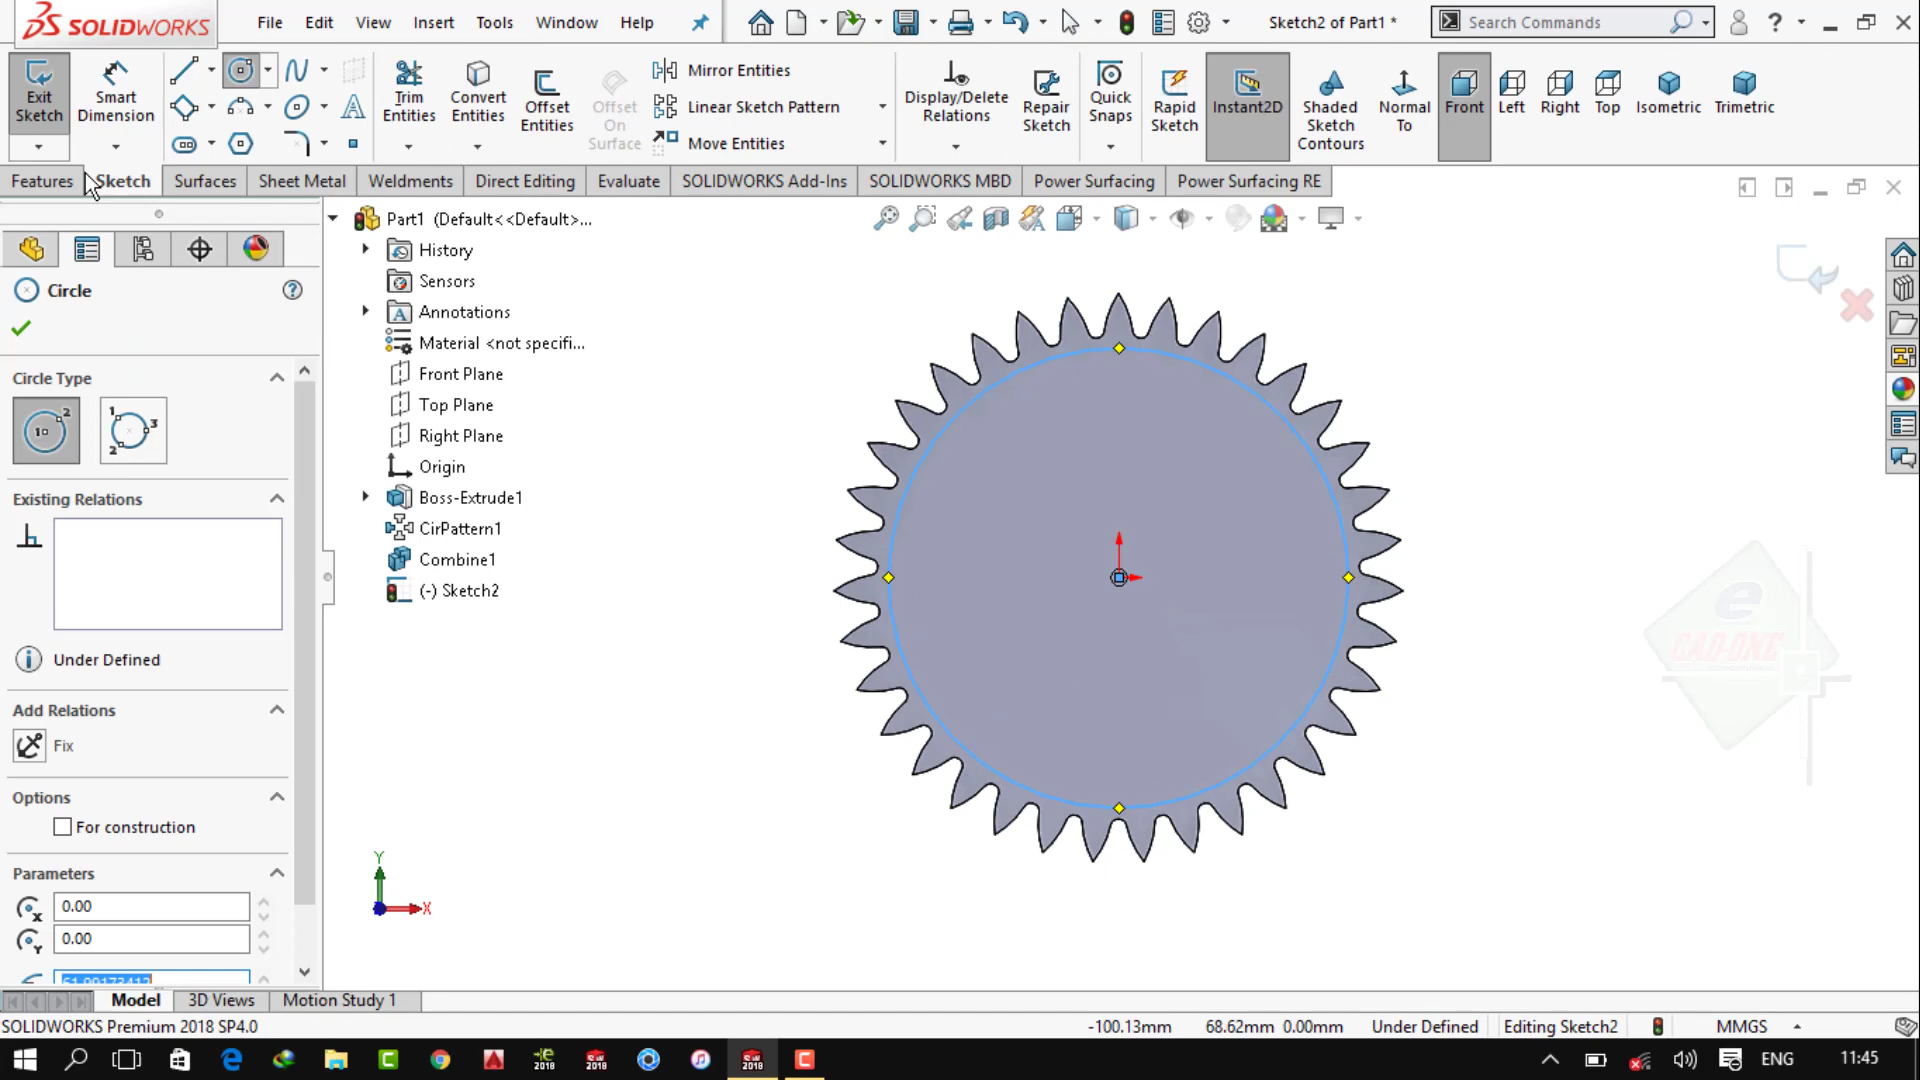 SOLIDWORKS
File Edit View Insert Tools Window Help
Sketch2 of Part1 *
Search Commands
Exit Sketch
Smart Dimension
Trim Entities
Convert Entities
Offset Entities
Offset On Surface
Mirror Entities
Linear Sketch Pattern
Move Entities
Display/Delete Relations
Repair Sketch
Quick Snaps
Rapid Sketch
Instant2D
Shaded Sketch Contours
Normal To
Front
Left
Right
Top
Isometric
Trimetric
Features Sketch Surfaces Sheet Metal Weldments Direct Editing Evaluate SOLIDWORKS Add-Ins SOLIDWORKS MBD Power Surfacing Power Surfacing RE
Circle
Circle Type
Existing Relations
Under Defined
Add Relations
Fix
Options
For construction
Parameters
0.00
0.00
Part1 (Default<<Default>...
History
Sensors
Annotations
Material <not specifi...
Front Plane
Top Plane
Right Plane
Origin
Boss-Extrude1
CirPattern1
Combine1
(-) Sketch2
Y
X
e
CAD-ONE
Model 3D Views Motion Study 1
SOLIDWORKS Premium 2018 SP4.0
-100.13mm 68.62mm 0.00mm Under Defined Editing Sketch2 MMGS
ENG
11:45